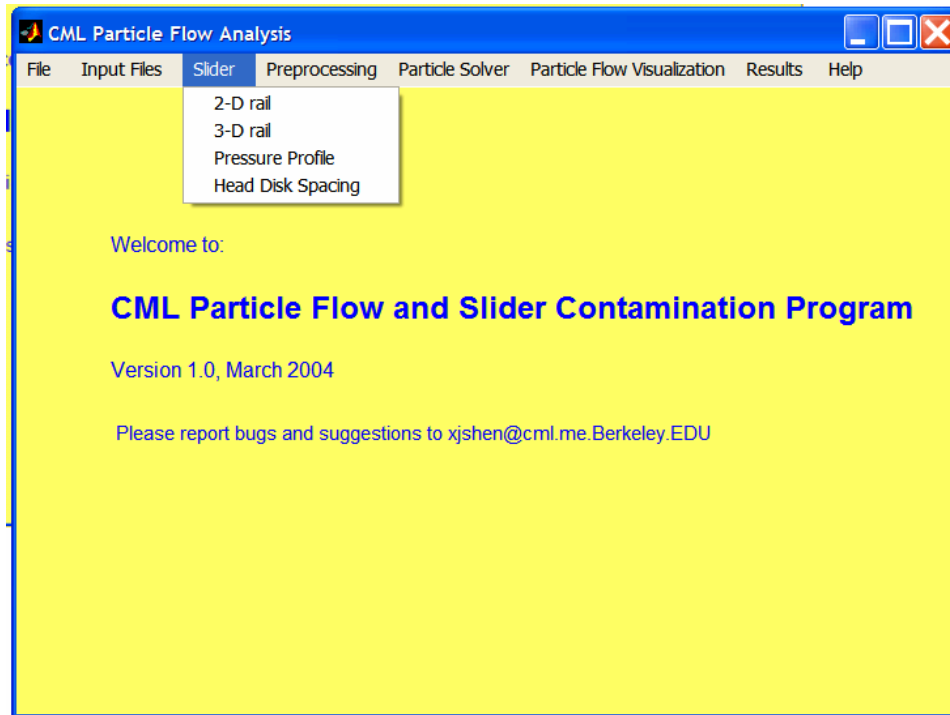 CML Particle Flow Analysis
File Input Files Slider Preprocessing Particle Solver Particle Flow Visualization Results Help
2-D rail
3-D rail
Pressure Profile
Head Disk Spacing
Welcome to:
CML Particle Flow and Slider Contamination Program
Version 1.0, March 2004
Please report bugs and suggestions to xjshen@cml.me.Berkeley.EDU